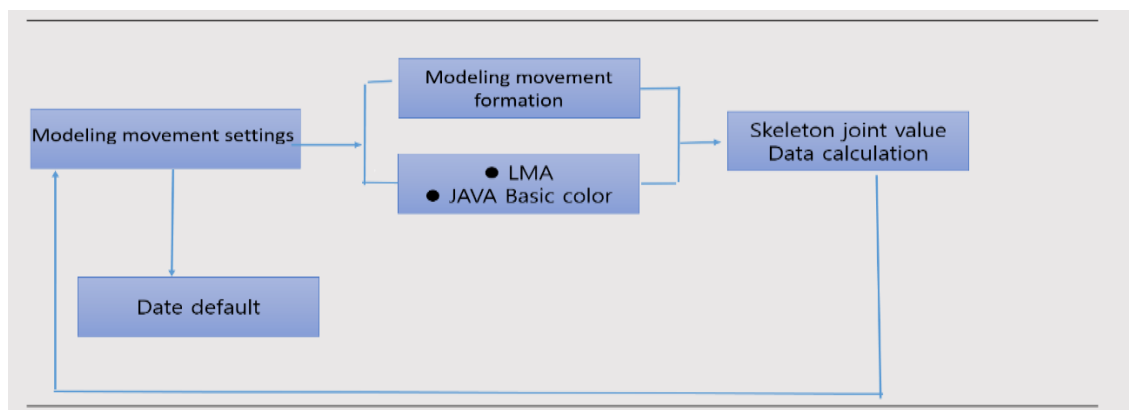 Modeling movement settings
Modeling movement
formation
● LMA
● JAVA Basic color
Skeleton joint value
Data calculation
Date default